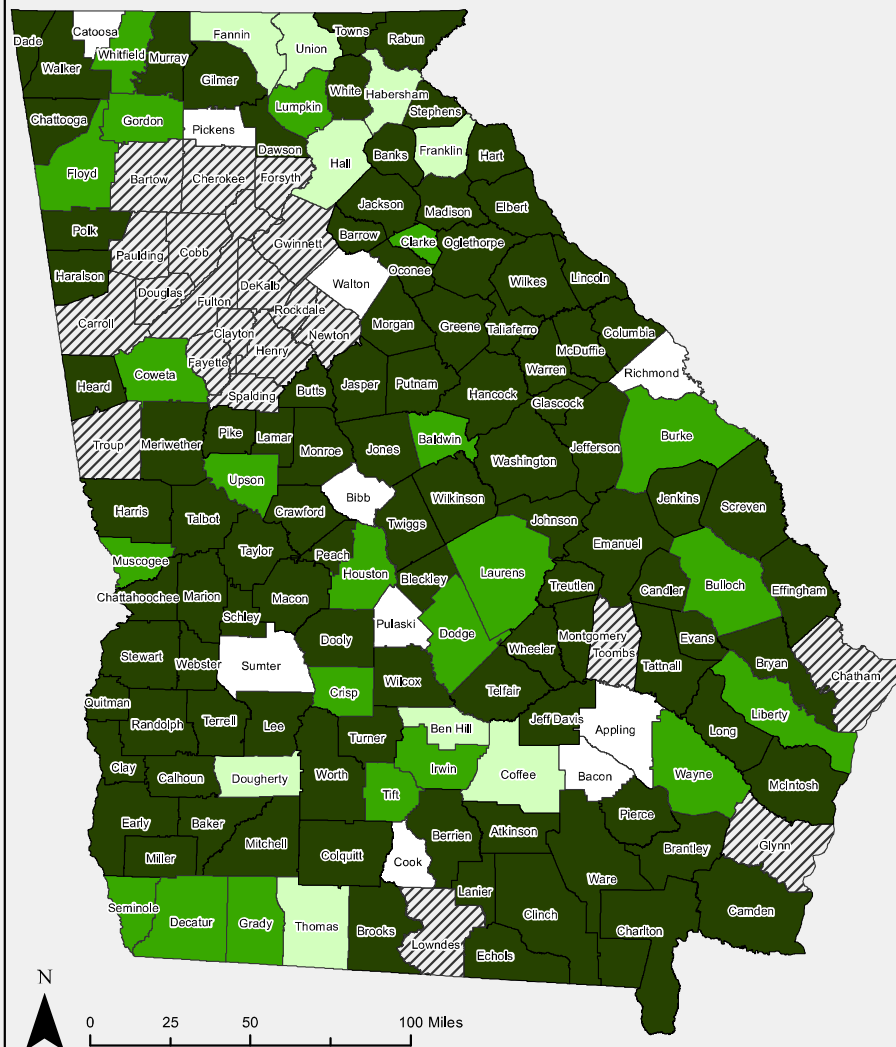 Dade
Catoosa
Fannin
Towns
Rabun
Walker
Whitfield
Murray
Union
Gilmer
White
Habersham
Lumpkin
Stephens
Chattooga
Gordon
Pickens
Dawson
Hall
Banks
Franklin
Hart
Floyd
Bartow
Cherokee
Forsyth
Jackson
Madison
Elbert
Polk
Paulding
Cobb
Gwinnett
Barrow
Clarke
Oglethorpe
Haralson
Douglas
Fulton
DeKalb
Walton
Oconee
Wilkes
Lincoln
Carroll
Clayton
Rockdale
Newton
Morgan
Greene
Taliaferro
McDuffie
Columbia
Heard
Coweta
Fayette
Henry
Spalding
Butts
Jasper
Putnam
Hancock
Warren
Richmond
Glascock
Troup
Meriwether
Pike
Lamar
Monroe
Jones
Baldwin
Washington
Jefferson
Burke
Upson
Bibb
Wilkinson
Jenkins
Screven
Harris
Talbot
Crawford
Twiggs
Johnson
Emanuel
Muscogee
Taylor
Peach
Houston
Bleckley
Laurens
Treutlen
Candler
Bulloch
Effingham
Chattahoochee
Marion
Macon
Schley
Pulaski
Dodge
Dooly
Wheeler
Montgomery
Toombs
Evans
Tattnall
Bryan
Chatham
Stewart
Webster
Sumter
Crisp
Wilcox
Telfair
Quitman
Randolph
Terrell
Lee
Turner
Ben Hill
Jeff Davis
Appling
Long
Liberty
Clay
Calhoun
Dougherty
Worth
Irwin
Coffee
Bacon
Wayne
McIntosh
Tift
Early
Baker
Mitchell
Berrien
Atkinson
Pierce
Miller
Colquitt
Cook
Brantley
Glynn
Seminole
Decatur
Grady
Thomas
Brooks
Lanier
Lowndes
Clinch
Ware
Echols
Charlton
Camden
N
0 25 50 100 Miles